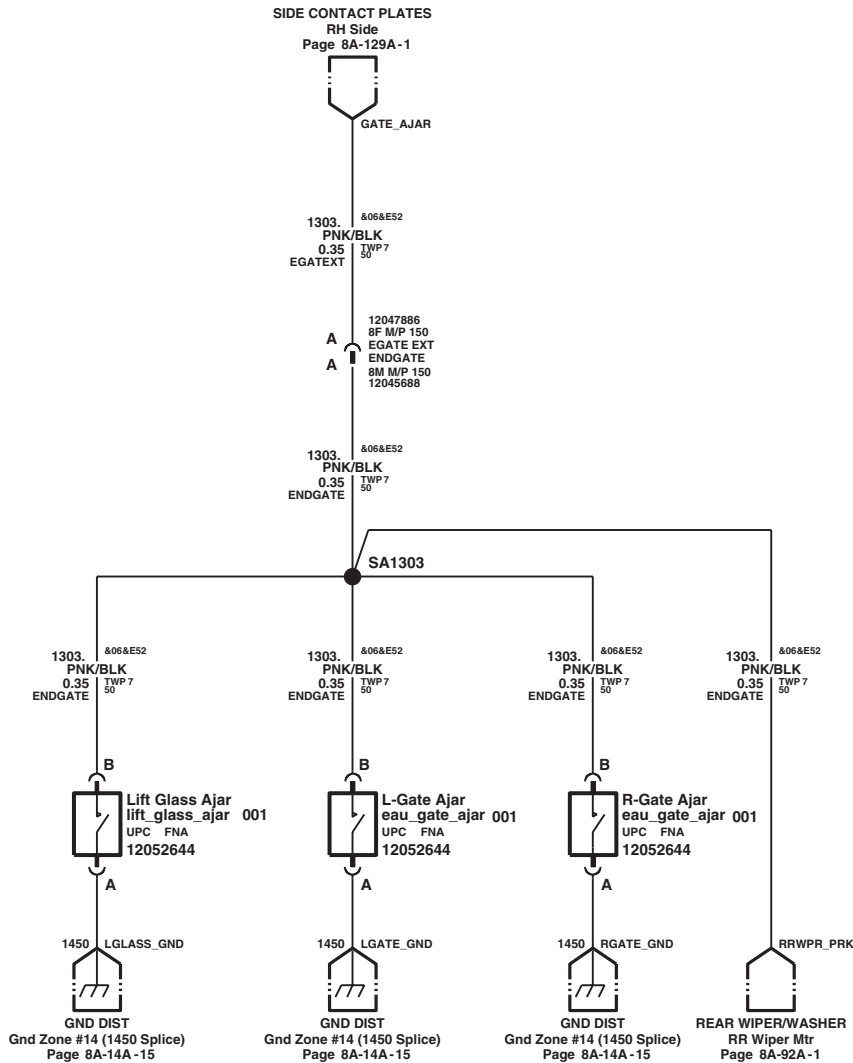 SIDE CONTACT PLATES
RH Side
Page 8A-129A-1
GATE_AJAR
1303. &06&E52
PNK/BLK
0.35 TWP 7
EGATEXT 50
12047886
8F M/P 150
A EGATE EXT
A ENDGATE
8M M/P 150
12045688
1303. &06&E52
PNK/BLK
0.35 TWP 7
ENDGATE 50
SA1303
1303. &06&E52
PNK/BLK
0.35 TWP 7
ENDGATE 50
1303. &06&E52
PNK/BLK
0.35 TWP 7
ENDGATE 50
1303. &06&E52
PNK/BLK
0.35 TWP 7
ENDGATE 50
1303. &06&E52
PNK/BLK
0.35 TWP 7
ENDGATE 50
B
Lift Glass Ajar
lift_glass_ajar 001
UPC FNA
12052644
A
B
L-Gate Ajar
eau_gate_ajar 001
UPC FNA
12052644
A
B
R-Gate Ajar
eau_gate_ajar 001
UPC FNA
12052644
A
1450 LGLASS_GND
GND DIST
Gnd Zone #14 (1450 Splice)
Page 8A-14A-15
1450 LGATE_GND
GND DIST
Gnd Zone #14 (1450 Splice)
Page 8A-14A-15
1450 RGATE_GND
GND DIST
Gnd Zone #14 (1450 Splice)
Page 8A-14A-15
RRWPR_PRK
REAR WIPER/WASHER
RR Wiper Mtr
Page 8A-92A-1